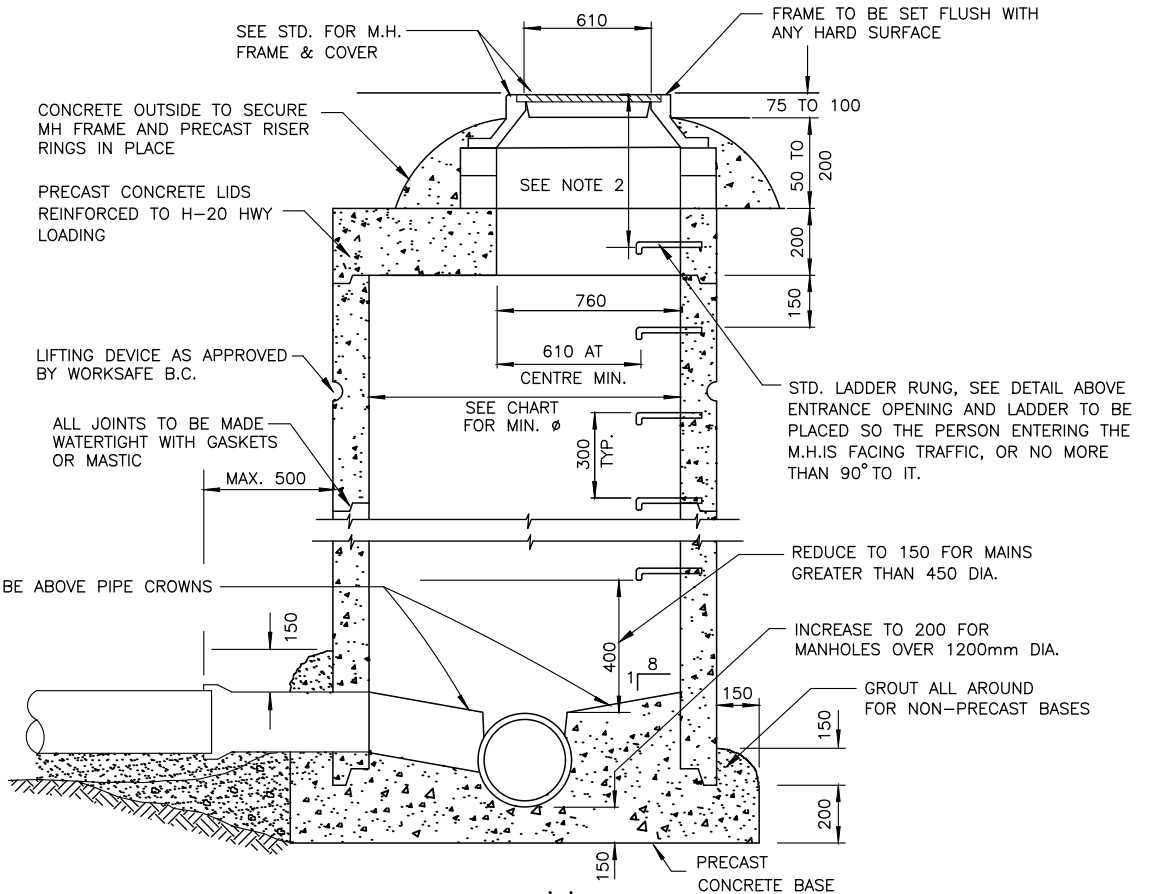 610
SEE STD. FOR M.H.
FRAME & COVER
FRAME TO BE SET FLUSH WITH
ANY HARD SURFACE
75 TO 100
CONCRETE OUTSIDE TO SECURE
MH FRAME AND PRECAST RISER
RINGS IN PLACE
50 TO
200
SEE NOTE 2
PRECAST CONCRETE LIDS
REINFORCED TO H-20 HWY
LOADING
200
150
760
610 AT
CENTRE MIN.
LIFTING DEVICE AS APPROVED
BY WORKSAFE B.C.
SEE CHART
FOR MIN. ø
STD. LADDER RUNG, SEE DETAIL ABOVE
ENTRANCE OPENING AND LADDER TO BE
PLACED SO THE PERSON ENTERING THE
M.H.IS FACING TRAFFIC, OR NO MORE
THAN 90° TO IT.
ALL JOINTS TO BE MADE
WATERTIGHT WITH GASKETS
OR MASTIC
300
TYP.
MAX. 500
REDUCE TO 150 FOR MAINS
GREATER THAN 450 DIA.
BE ABOVE PIPE CROWNS
150
400
INCREASE TO 200 FOR
MANHOLES OVER 1200mm DIA.
1
8
150
GROUT ALL AROUND
FOR NON-PRECAST BASES
150
200
150
PRECAST
CONCRETE BASE